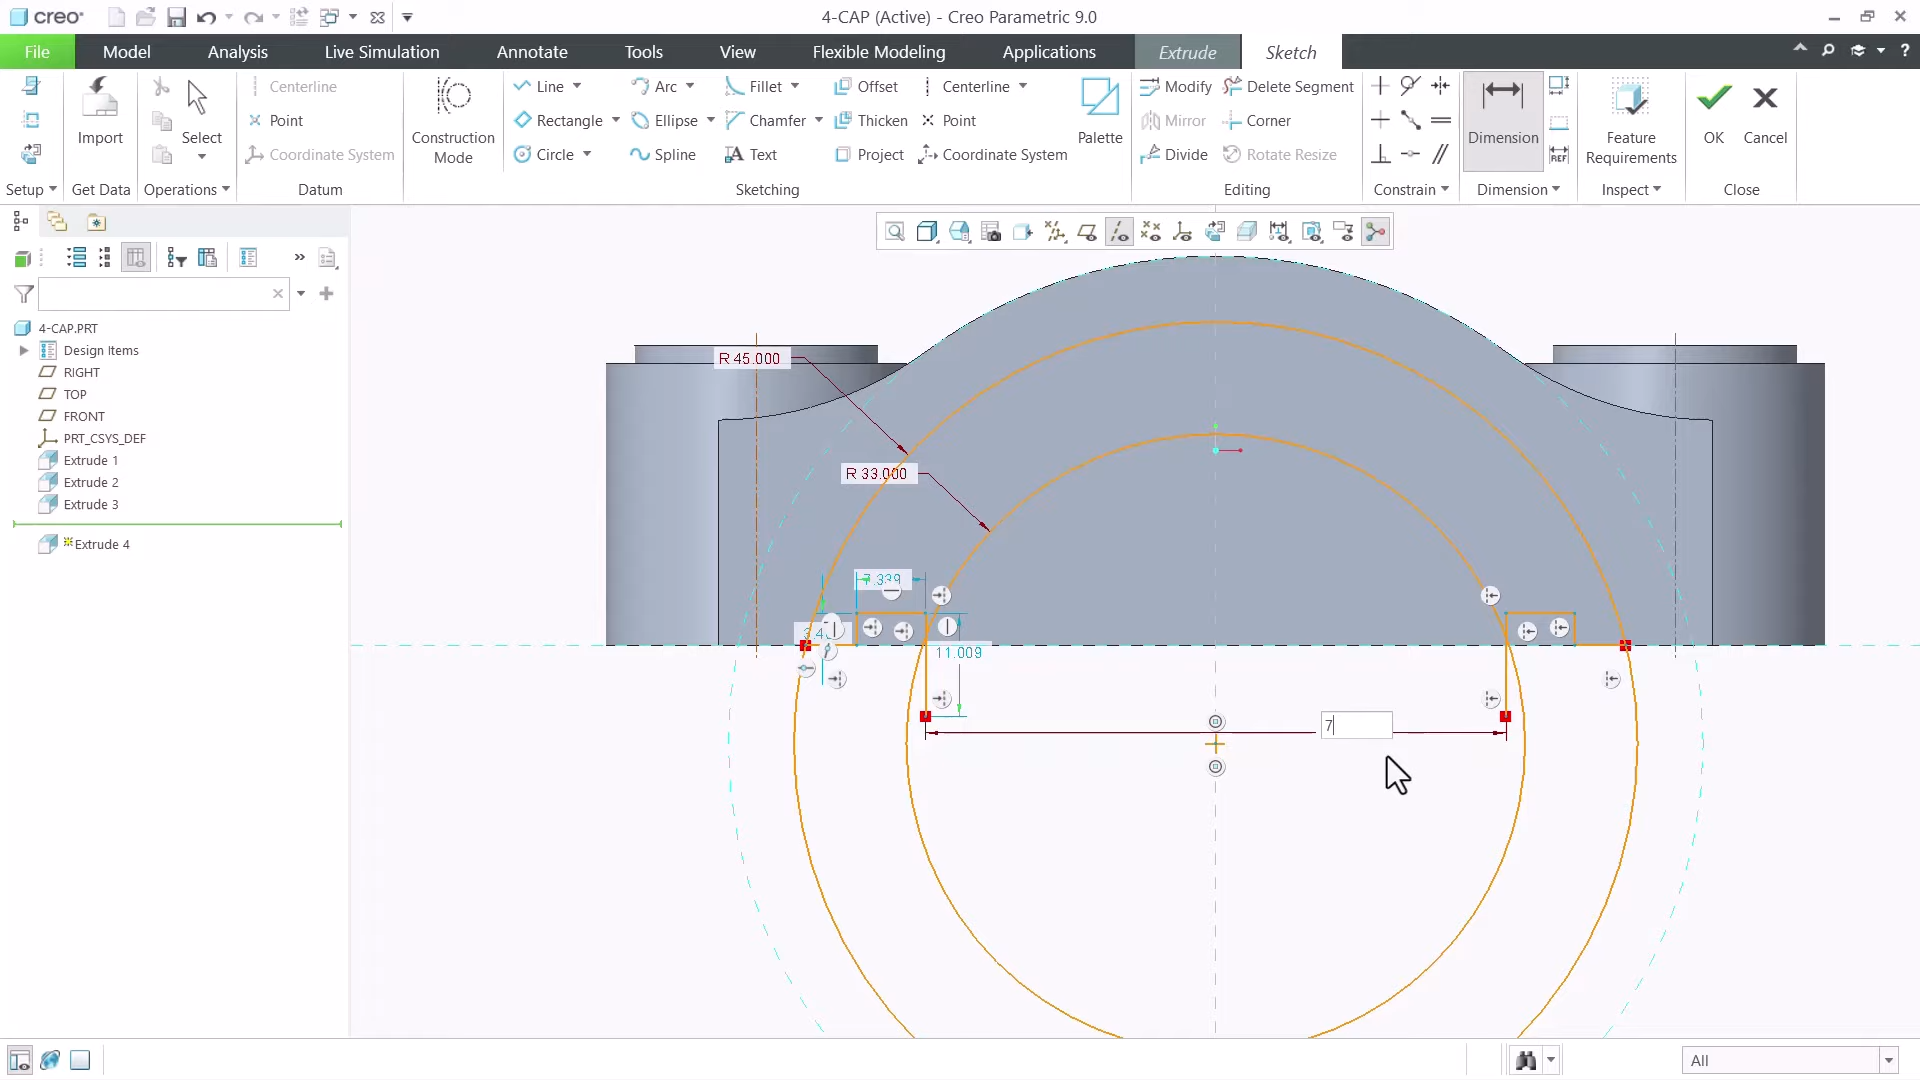 creo
4-CAP (Active) - Creo Parametric 9.0
File
Model
Analysis
Live Simulation
Annotate
Tools
View
Flexible Modeling
Applications
Extrude
Sketch
Import
Select
Centerline
Point
Coordinate System
Construction
Mode
Line
Arc
Fillet
Offset
Centerline
Rectangle
Ellipse
Chamfer
Thicken
Point
Circle
Spline
Text
Project
Coordinate System
Palette
Modify
Delete Segment
Mirror
Corner
Divide
Rotate Resize
Dimension
REF
Feature
Requirements
OK
Cancel
Setup
Get Data
Operations
Datum
Sketching
Editing
Constrain
Dimension
Inspect
Close
4-CAP.PRT
Design Items
RIGHT
TOP
FRONT
PRT_CSYS_DEF
Extrude 1
Extrude 2
Extrude 3
Extrude 4
R 45.000
R 33.000
7.339
11.009
7
All